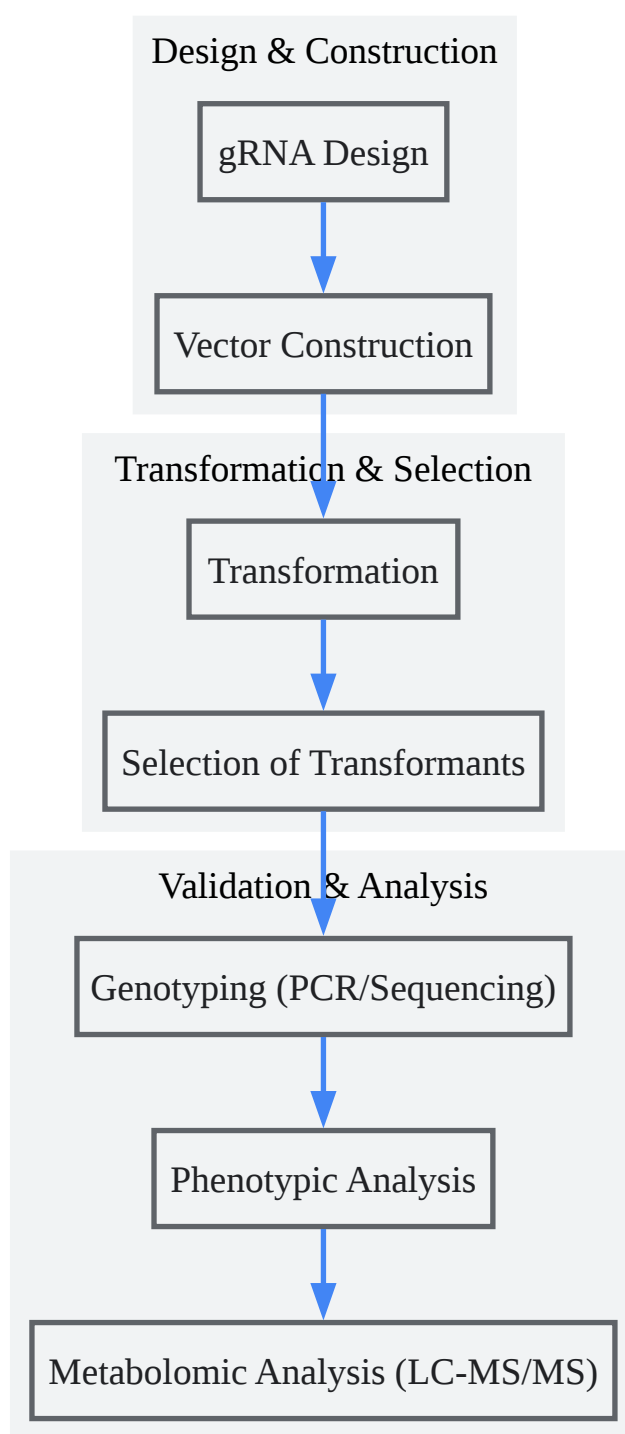 Design & Construction
gRNA Design
Vector Construction
Transformation & Selection
Transformation
Selection of Transformants
Validation & Analysis
Genotyping (PCR/Sequencing)
Phenotypic Analysis
Metabolomic Analysis (LC-MS/MS)